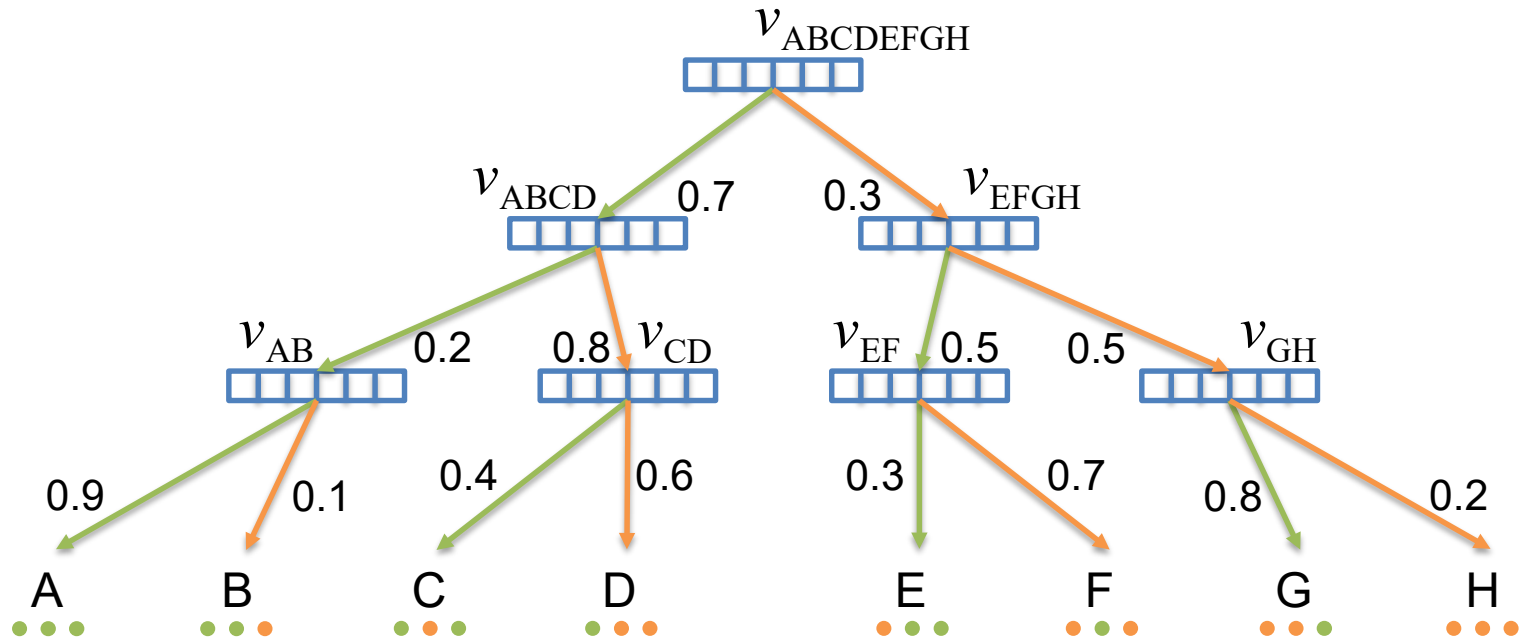 vABCDEFGH
vABCD 0.7 0.3 vEFGH
vAB 0.2 0.8 vCD vEF 0.5 0.5 vGH
0.9 0.1 0.4 0.6 0.3 0.7 0.8 0.2
A B C D E F G H